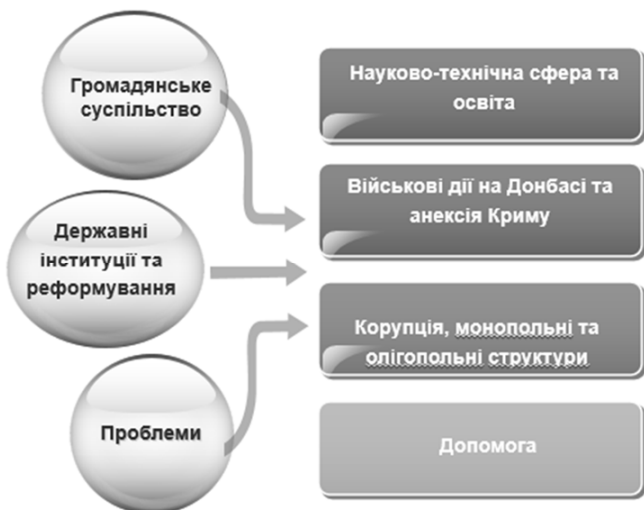 Громадянське
суспільство
Державні
інституції та
реформування
Проблеми
Науково-технічна сфера та
освіта
Військові дії на Донбасі та
анексія Криму
Корупція, монопольні та
олігопольні структури
Допомога